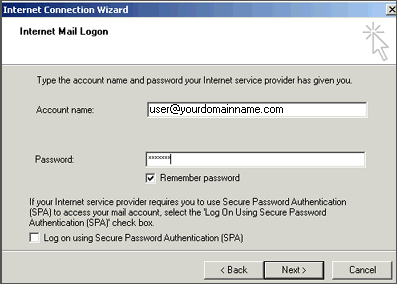 Internet Connection Wizard
Internet Mail Logon
Type the account name and password your Internet service provider has given you.
Account name: user@yourdomainname.com
Password: *******
Remember password
If your Internet service provider requires you to use Secure Password Authentication
(SPA) to access your mail account, select the 'Log On Using Secure Password
Authentication (SPA)' check box.
Log on using Secure Password Authentication (SPA)
< Back Next > Cancel